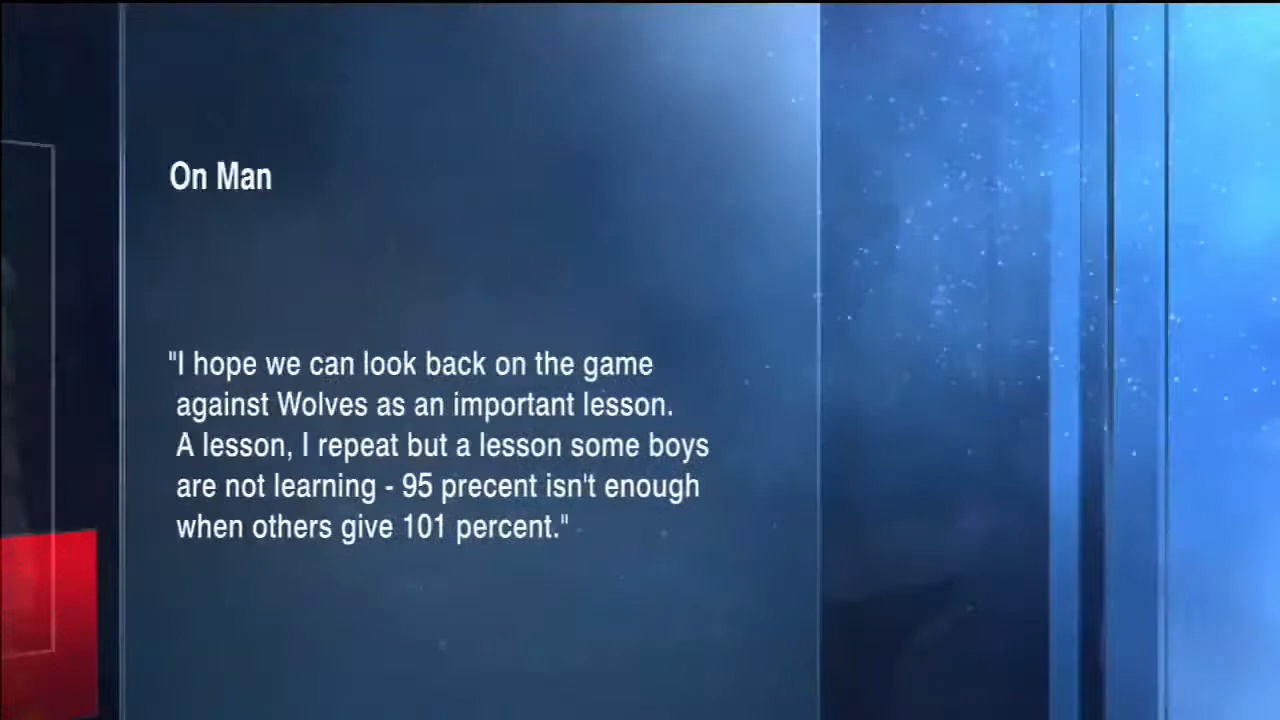 On Man
"I hope we can look back on the game
against Wolves as an important lesson.
A lesson, I repeat but a lesson some boys
are not learning - 95 precent isn't enough
when others give 101 percent."